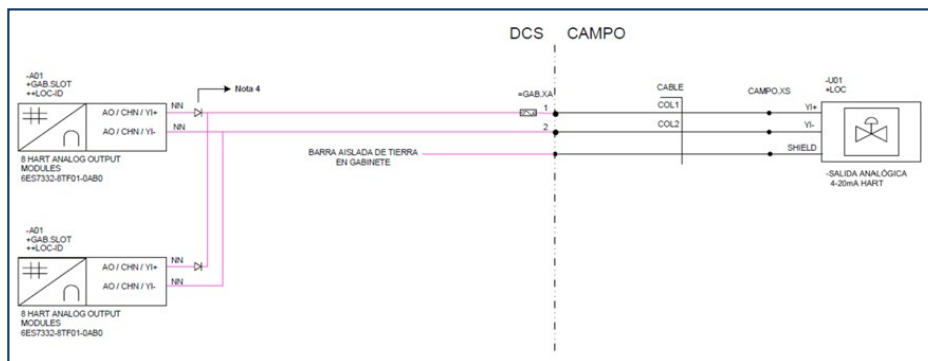 DCS CAMPO
-A01
+GAB.SLOT
++LOC-ID
NN
Nota 4
AO / CHN / YI+
NN
AO / CHN / YI-
8 HART ANALOG OUTPUT
MODULES
6ES7332-8TF01-0AB0
=GAB.XA
1
2
CABLE
COL1
COL2
CAMPO.XS
-U01
+LOC
YI+
YI-
SHIELD
BARRA AISLADA DE TIERRA
EN GABINETE
-SALIDA ANALÓGICA
4-20mA HART
-A01
+GAB.SLOT
++LOC-ID
NN
AO / CHN / YI+
NN
AO / CHN / YI-
8 HART ANALOG OUTPUT
MODULES
6ES7332-8TF01-0AB0